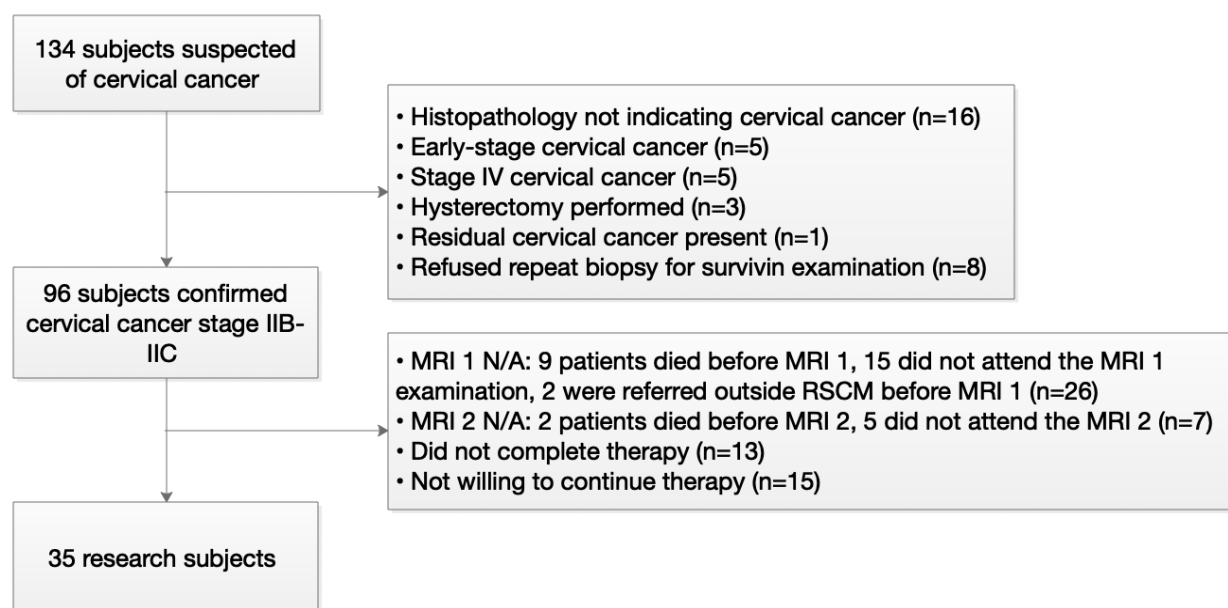 134 subjects suspected
of cervical cancer
• Histopathology not indicating cervical cancer (n=16)
• Early-stage cervical cancer (n=5)
• Stage IV cervical cancer (n=5)
• Hysterectomy performed (n=3)
• Residual cervical cancer present (n=1)
• Refused repeat biopsy for survivin examination (n=8)
96 subjects confirmed
cervical cancer stage IIB-
IIC
• MRI 1 N/A: 9 patients died before MRI 1, 15 did not attend the MRI 1
examination, 2 were referred outside RSCM before MRI 1 (n=26)
• MRI 2 N/A: 2 patients died before MRI 2, 5 did not attend the MRI 2 (n=7)
• Did not complete therapy (n=13)
• Not willing to continue therapy (n=15)
35 research subjects